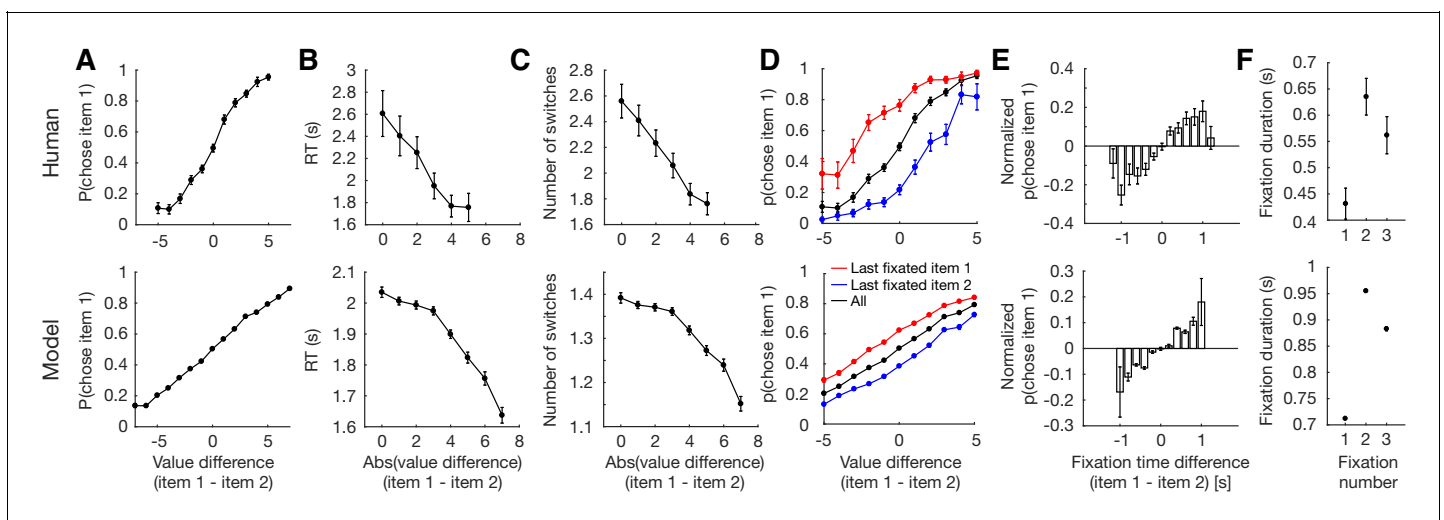 A
B
C
D
E
F
Human
P(chose item 1)
1
0.8
0.6
0.4
0.2
0
-5 0 5
RT (s)
3
2.8
2.6
2.4
2.2
2
1.8
1.6
0 2 4 6 8
Number of switches
2.8
2.6
2.4
2.2
2
1.8
1.6
0 2 4 6 8
p(chose item 1)
1
0.8
0.6
0.4
0.2
0
-5 0 5
Normalized
p(chose item 1)
0.4
0.2
0
-0.2
0.4
-1 0 1
Fixation duration (s)
0.7
0.65
0.6
0.55
0.5
0.45
0.4
1 2 3
Model
P(chose item 1)
1
0.8
0.6
0.4
0.2
0
-5 0 5
Value difference
(item 1 - item 2)
RT (s)
2.1
2
1.9
1.8
1.7
1.6
0 2 4 6 8
Abs(value difference)
(item 1 - item 2)
Number of switches
1.5
1.4
1.3
1.2
1.1
0 2 4 6 8
Abs(value difference)
(item 1 - item 2)
p(chose item 1)
1
0.8
0.6
0.4
0.2
0
Last fixated item 1
Last fixated item 2
All
-5 0 5
Value difference
(item 1 - item 2)
Normalized
p(chose item 1)
0.3
0.2
0.1
0
-0.1
-0.2
-0.3
-1 0 1
Fixation time difference
(item 1 - item 2) [s]
Fixation duration (s)
1
0.95
0.9
0.85
0.8
0.75
0.7
1 2 3
Fixation
number